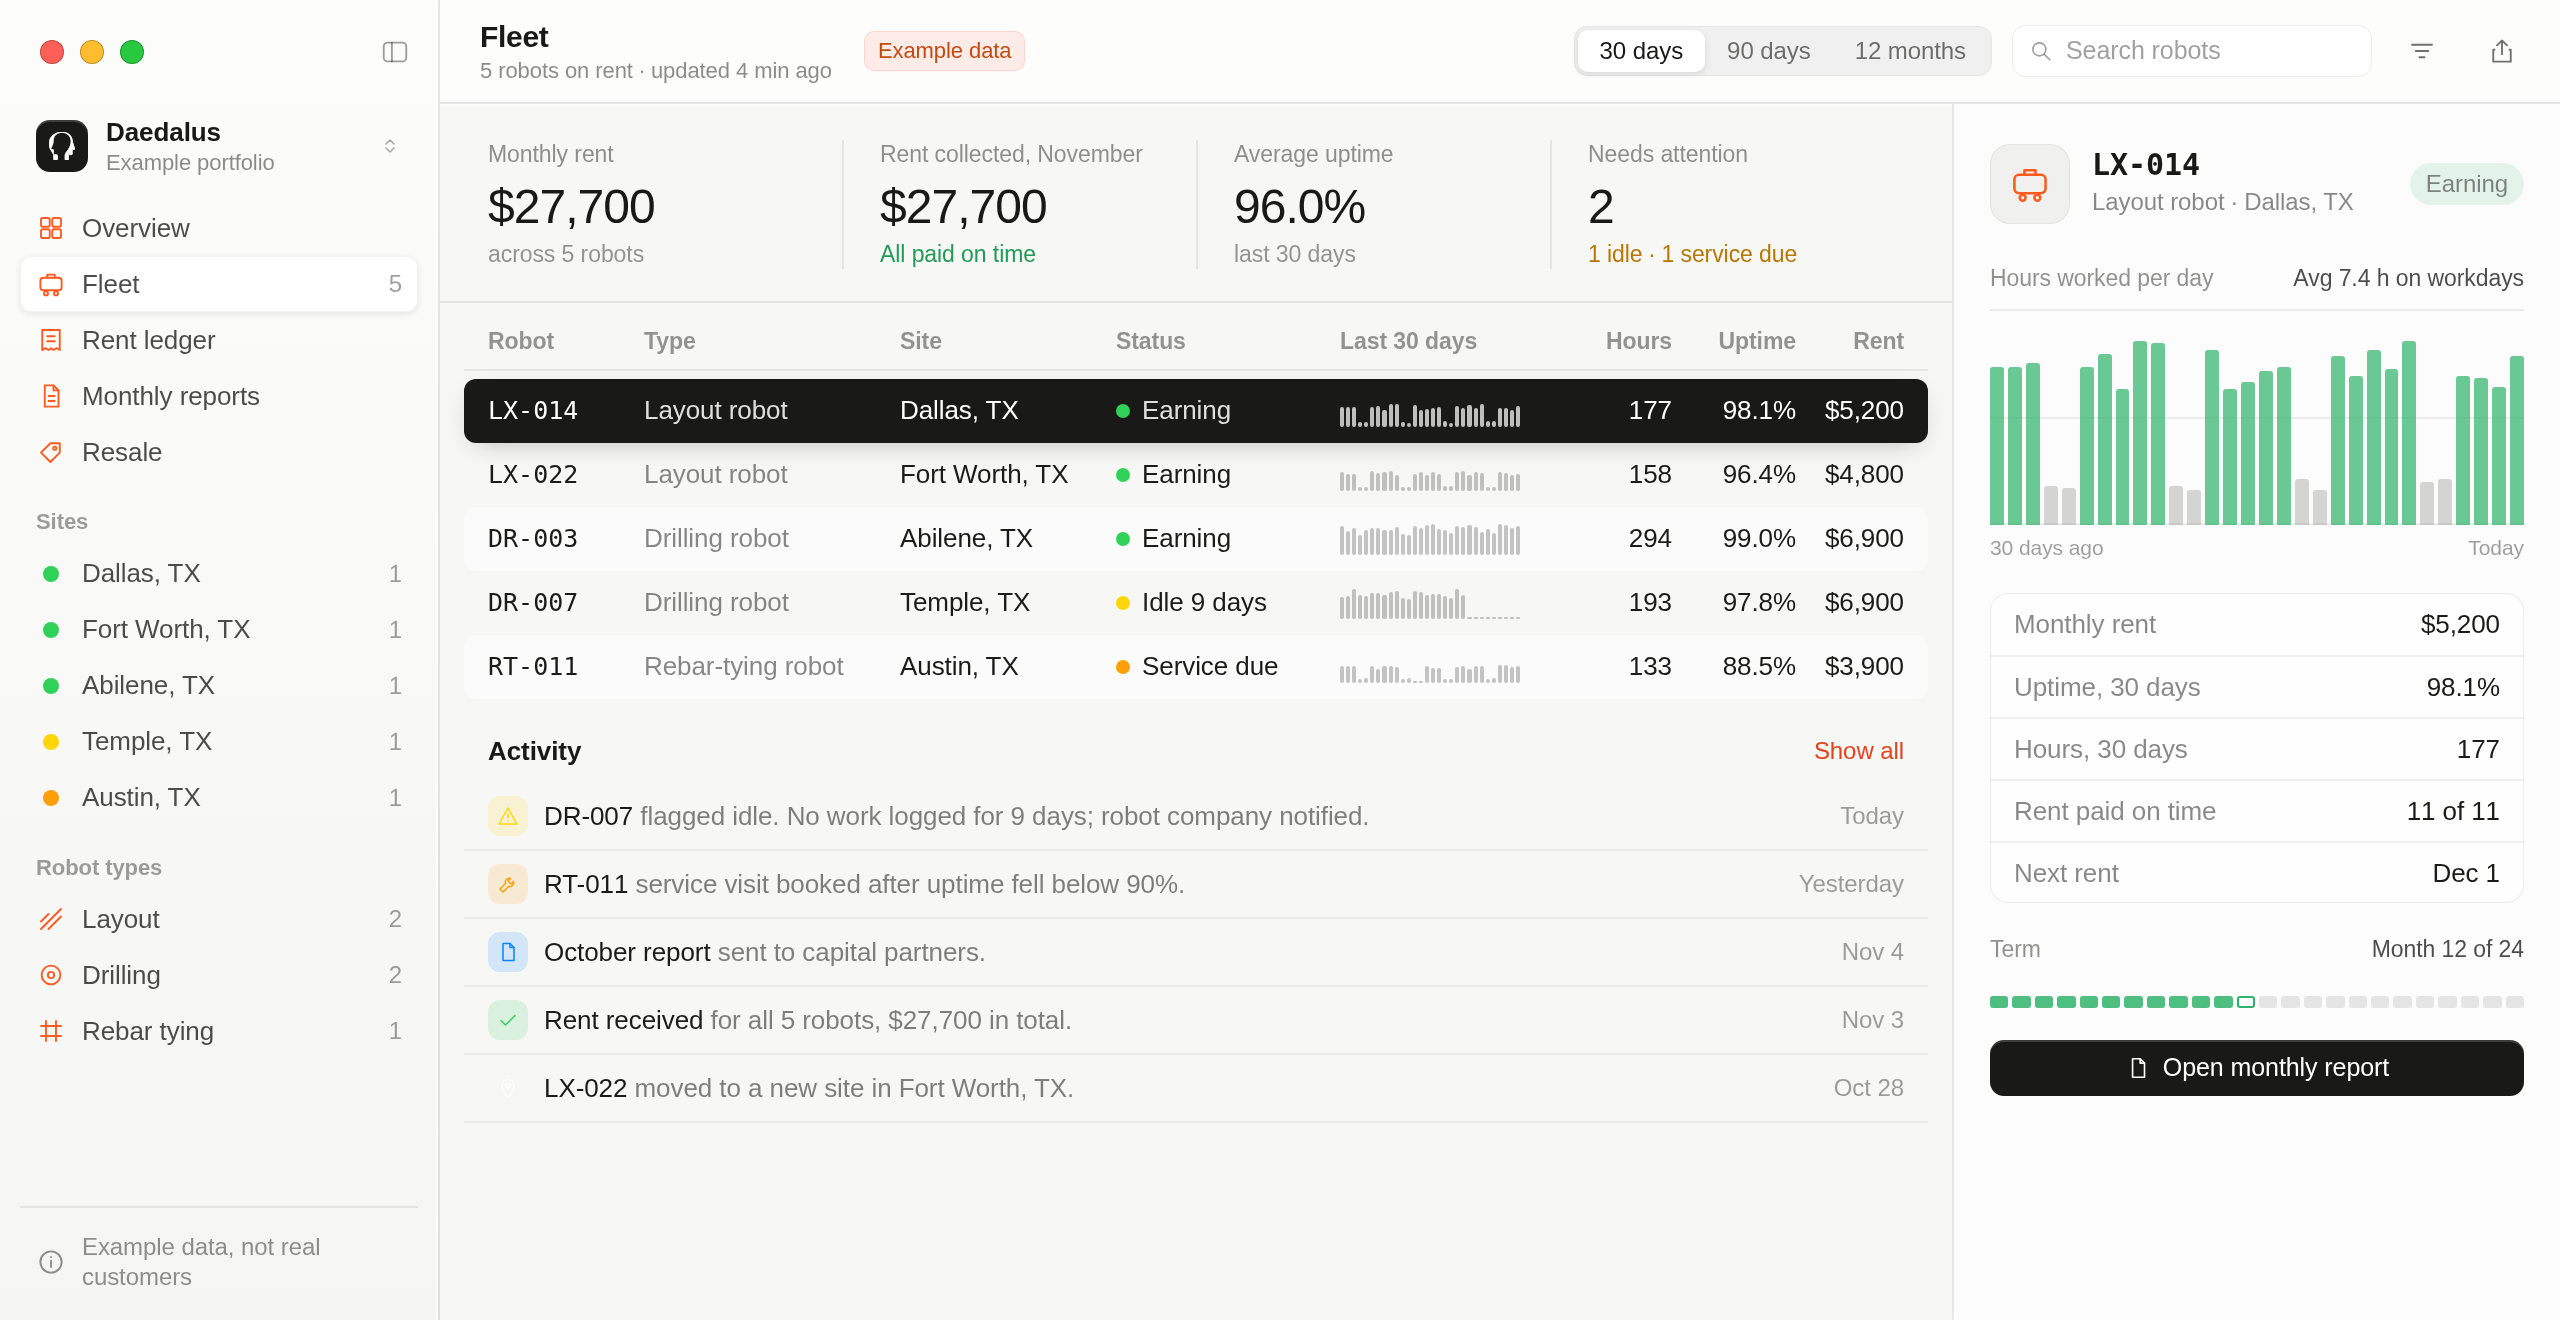 Daedalus
Example portfolio
Overview
Fleet 5
Rent ledger
Monthly reports
Resale
Sites
Dallas, TX 1
Fort Worth, TX 1
Abilene, TX 1
Temple, TX 1
Austin, TX 1
Robot types
Layout 2
Drilling 2
Rebar tying 1
Example data, not real
customers
Fleet
5 robots on rent · updated 4 min ago
Example data
30 days 90 days 12 months
Search robots
Monthly rent
$27,700
across 5 robots
Rent collected, November
$27,700
All paid on time
Average uptime
96.0%
last 30 days
Needs attention
2
1 idle · 1 service due
Robot Type Site Status Last 30 days Hours Uptime Rent
LX-014 Layout robot Dallas, TX Earning 177 98.1% $5,200
LX-022 Layout robot Fort Worth, TX Earning 158 96.4% $4,800
DR-003 Drilling robot Abilene, TX Earning 294 99.0% $6,900
DR-007 Drilling robot Temple, TX Idle 9 days 193 97.8% $6,900
RT-011 Rebar-tying robot Austin, TX Service due 133 88.5% $3,900
Activity Show all
DR-007 flagged idle. No work logged for 9 days; robot company notified. Today
RT-011 service visit booked after uptime fell below 90%. Yesterday
October report sent to capital partners. Nov 4
Rent received for all 5 robots, $27,700 in total. Nov 3
LX-022 moved to a new site in Fort Worth, TX. Oct 28
LX-014
Layout robot · Dallas, TX
Earning
Hours worked per day Avg 7.4 h on workdays
30 days ago Today
Monthly rent $5,200
Uptime, 30 days 98.1%
Hours, 30 days 177
Rent paid on time 11 of 11
Next rent Dec 1
Term Month 12 of 24
Open monthly report